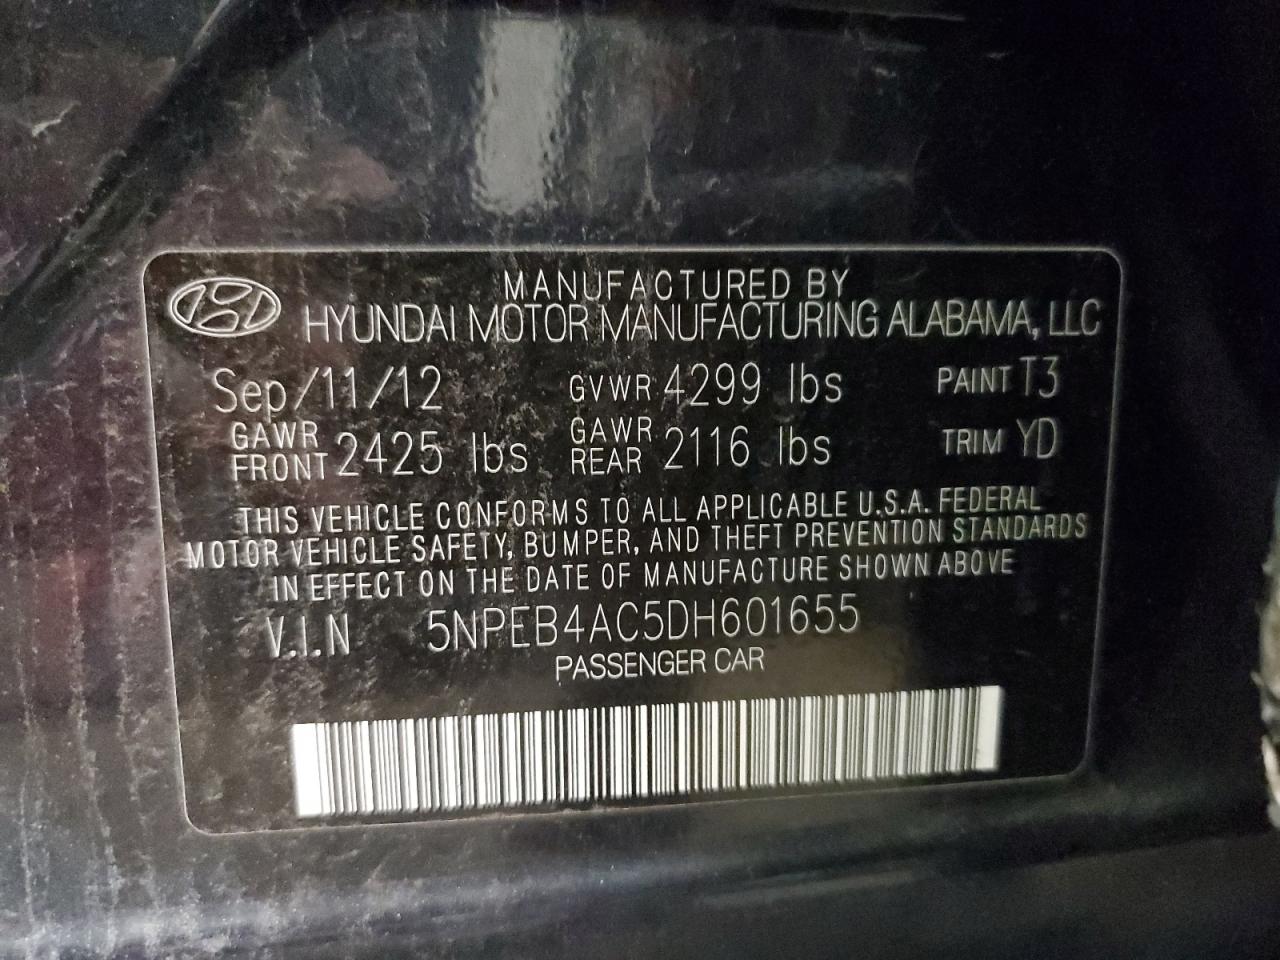 MANUFACTURED BY
HYUNDAI MOTOR MANUFACTURING ALABAMA, LLC
Sep/11/12 GVWR 4299 lbs PAINT T3
GAWR FRONT 2425 lbs GAWR REAR 2116 lbs TRIM YD
THIS VEHICLE CONFORMS TO ALL APPLICABLE U.S.A. FEDERAL
MOTOR VEHICLE SAFETY, BUMPER, AND THEFT PREVENTION STANDARDS
IN EFFECT ON THE DATE OF MANUFACTURE SHOWN ABOVE
V.I.N 5NPEB4AC5DH601655
PASSENGER CAR